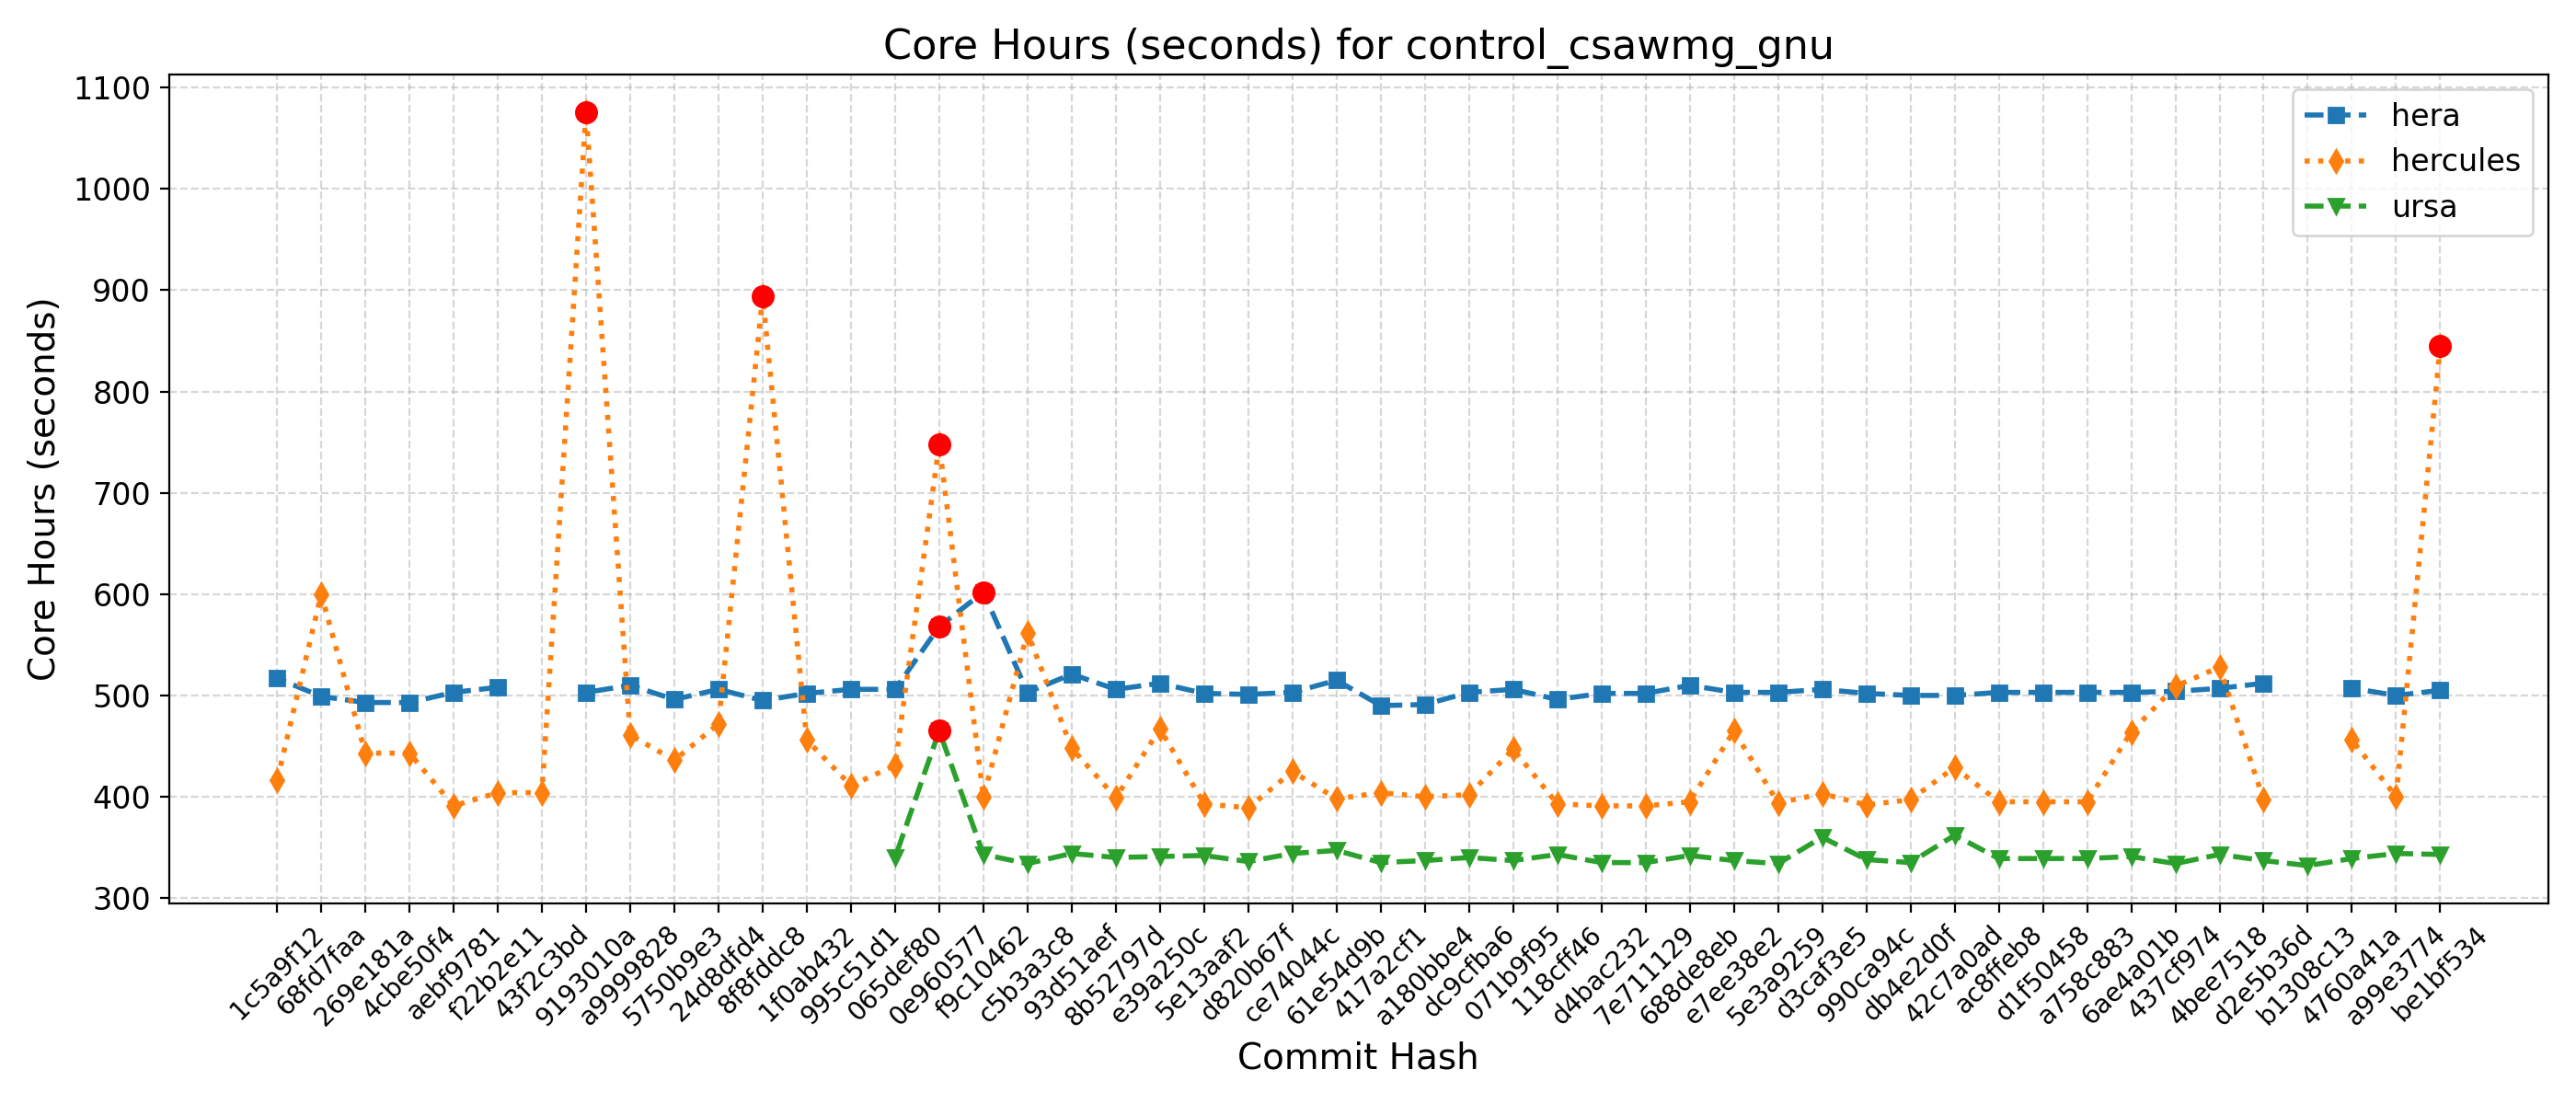 Core Hours (seconds) for control_csawmg_gnu
Core Hours (seconds)
1100
1000
900
800
700
600
500
400
300
hera
hercules
ursa
1c5a9f12
68fd7faa
269e181a
4cbe50f4
aebf9781
f22b2e11
43f2c3bd
9193010a
a9999828
5750b9e3
24d8dfd4
8f8fddc8
1f0ab432
995c51d1
065def80
0e960577
f9c10462
c5b3a3c8
93d51aef
8b52797d
e39a250c
5e13aaf2
d820b67f
ce74044c
61e54d9b
417a2cf1
a180bbe4
dc9cfba6
071b9f95
118cff46
d4bac232
7e711129
688de8eb
e7ee38e2
5e3a9259
d3caf3e5
990ca94c
db4e2d0f
42c7a0ad
ac8ffeb8
d1f50458
a758c883
6ae4a01b
437cf974
4bee7518
d2e5b36d
b1308c13
4760a41a
a99e3774
be1bf534
Commit Hash